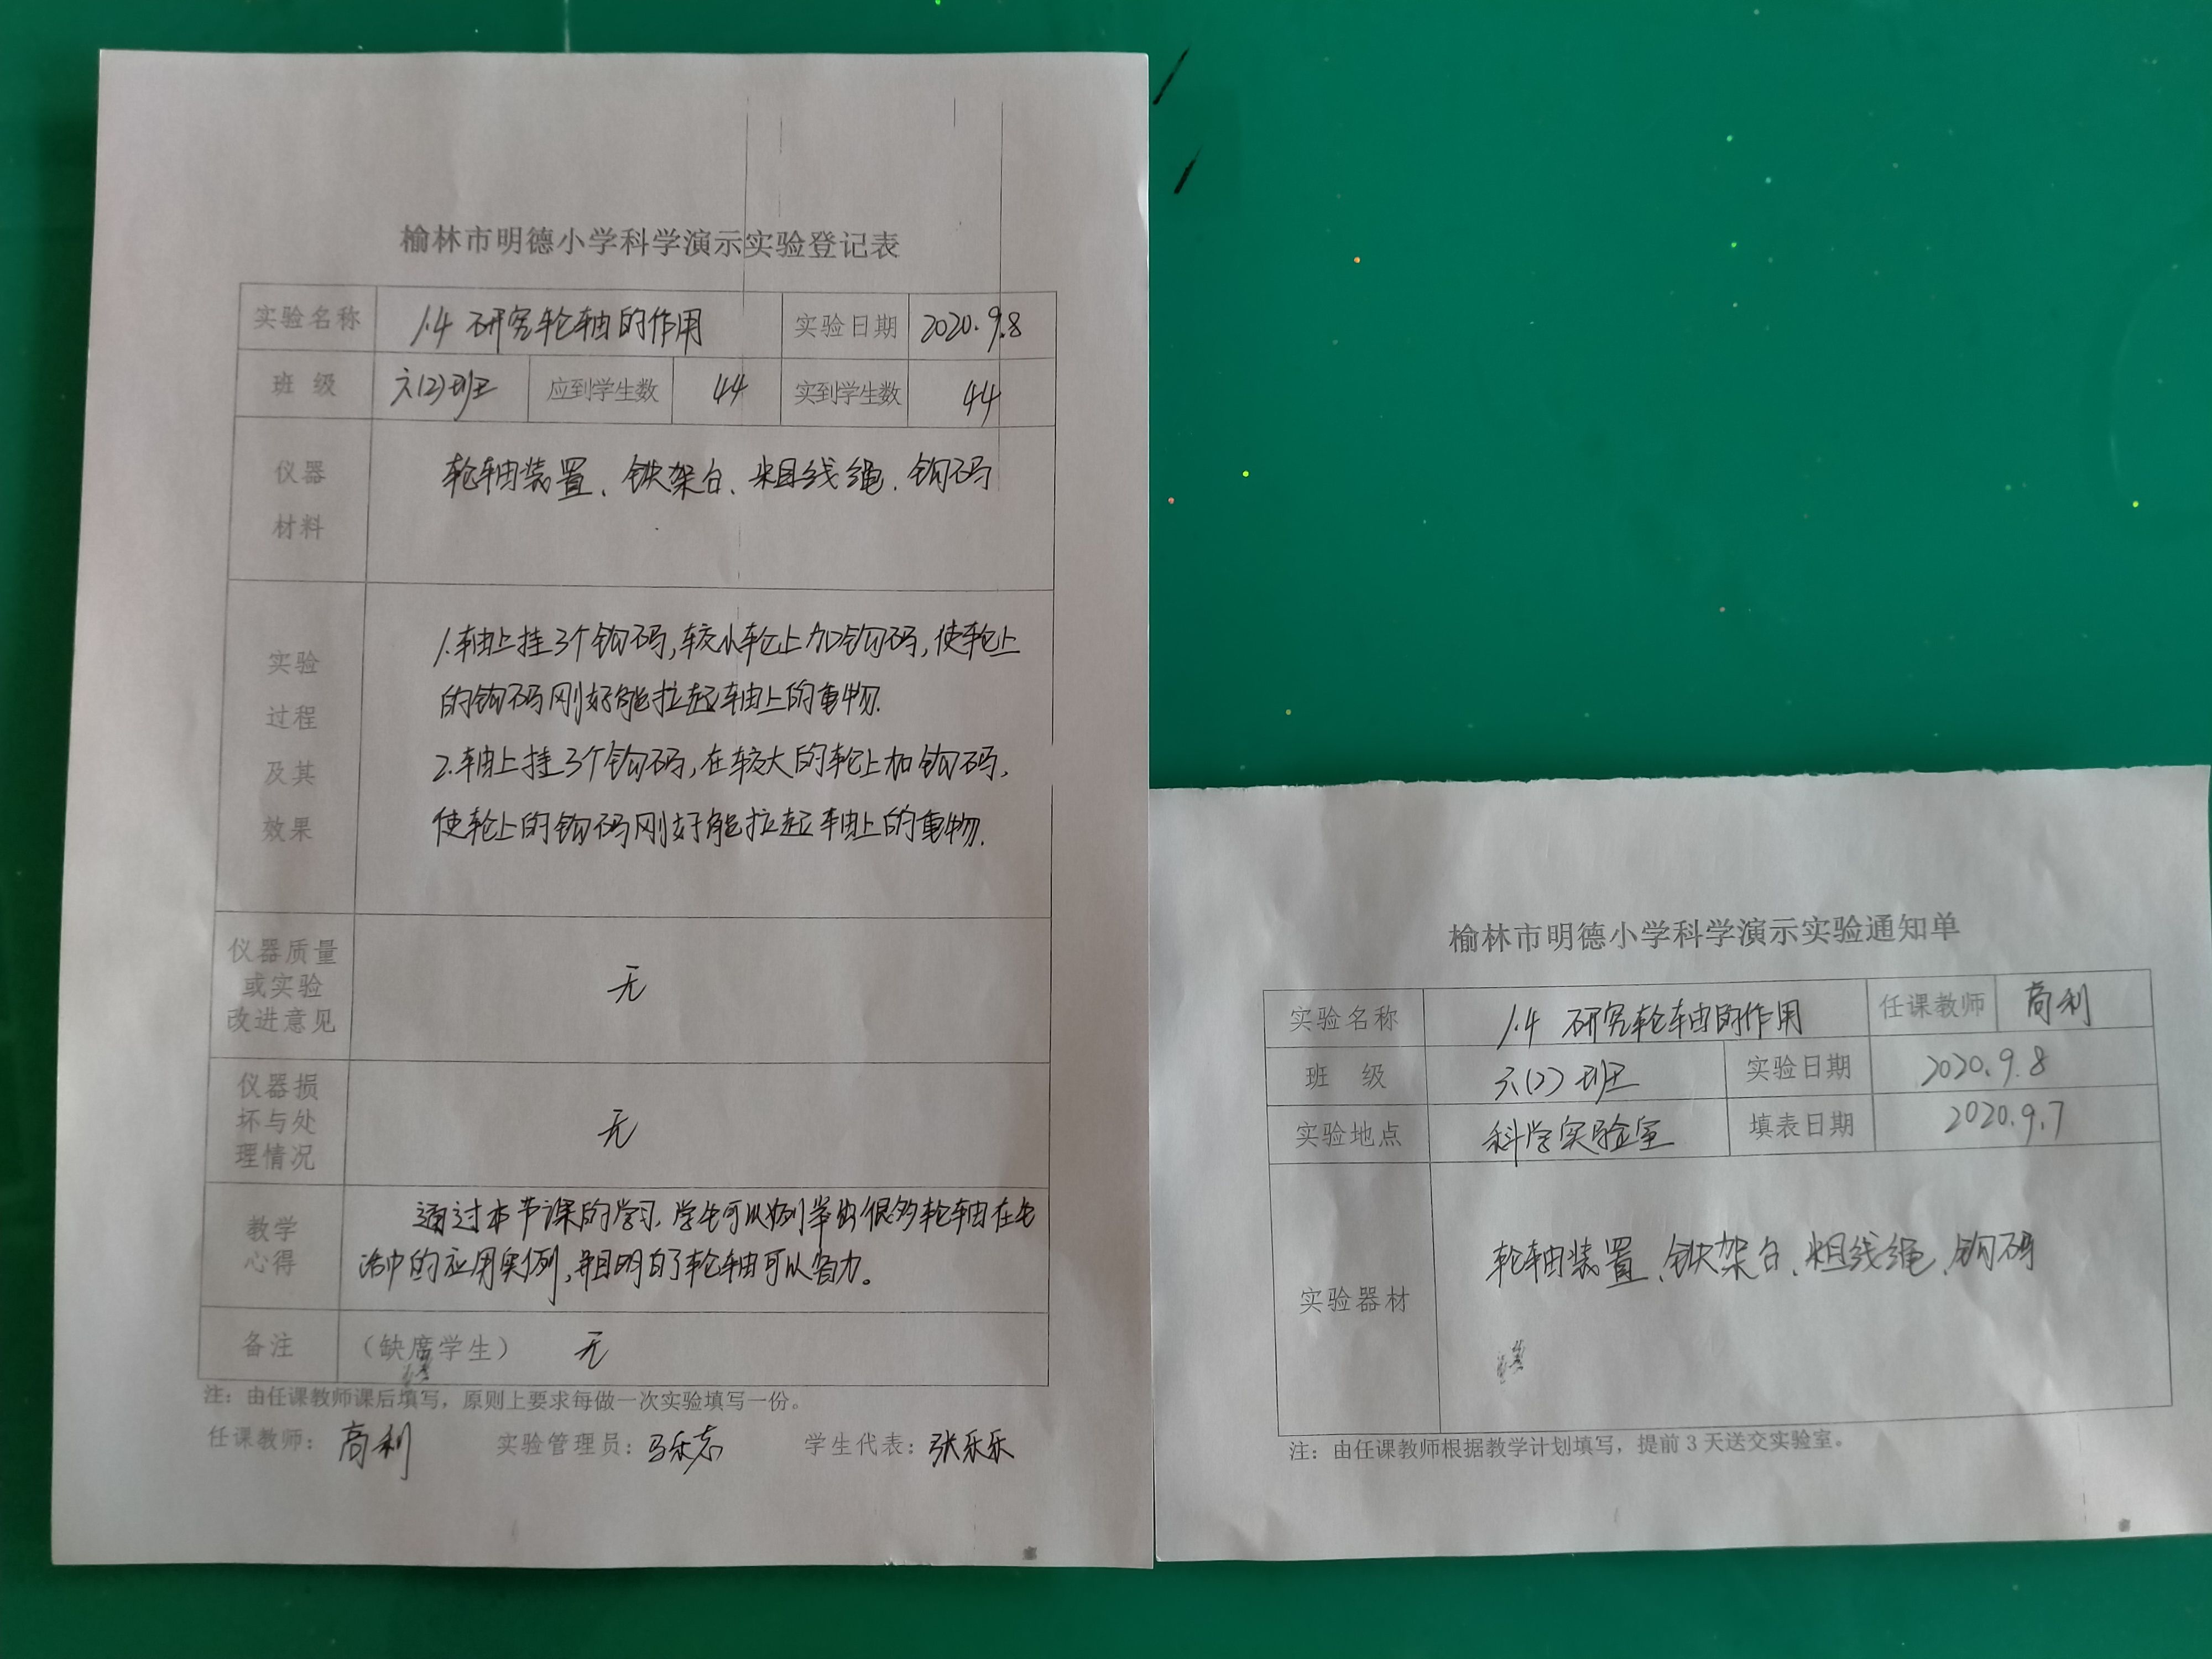 榆林市明德小学科学演示实验登记表
实验名称 1.4 研究轮轴的作用 实验日期 2020.9.8
班 级 六(2)班 应到学生数 44 实到学生数 44
仪器
材料
轮轴装置、铁架台、粗线绳、钩码
实验
过程
及其
效果
1.轴上挂3个钩码,较小轮上加钩码,使轮上
的钩码刚好能拉起轴上的重物.
2.轴上挂3个钩码,在较大的轮上加钩码,
使轮上的钩码刚好能拉起轴上的重物.
仪器质量
或实验
改进意见
无
仪器损
坏与处
理情况
无
教学
心得
通过本节课的学习,学生可以列举出很多轮轴在生
活中的应用实例,并且明白了轮轴可以省力。
备注 (缺席学生) 无
注：由任课教师课后填写，原则上要求每做一次实验填写一份。
任课教师：高利 实验管理员：马乐志 学生代表：张乐乐
榆林市明德小学科学演示实验通知单
实验名称 1.4 研究轮轴的作用 任课教师 高利
班 级 六(2)班 实验日期 2020.9.8
实验地点 科学实验室 填表日期 2020.9.7
实验器材 轮轴装置、铁架台、粗线绳、钩码
注：由任课教师根据教学计划填写，提前 3 天送交实验室。